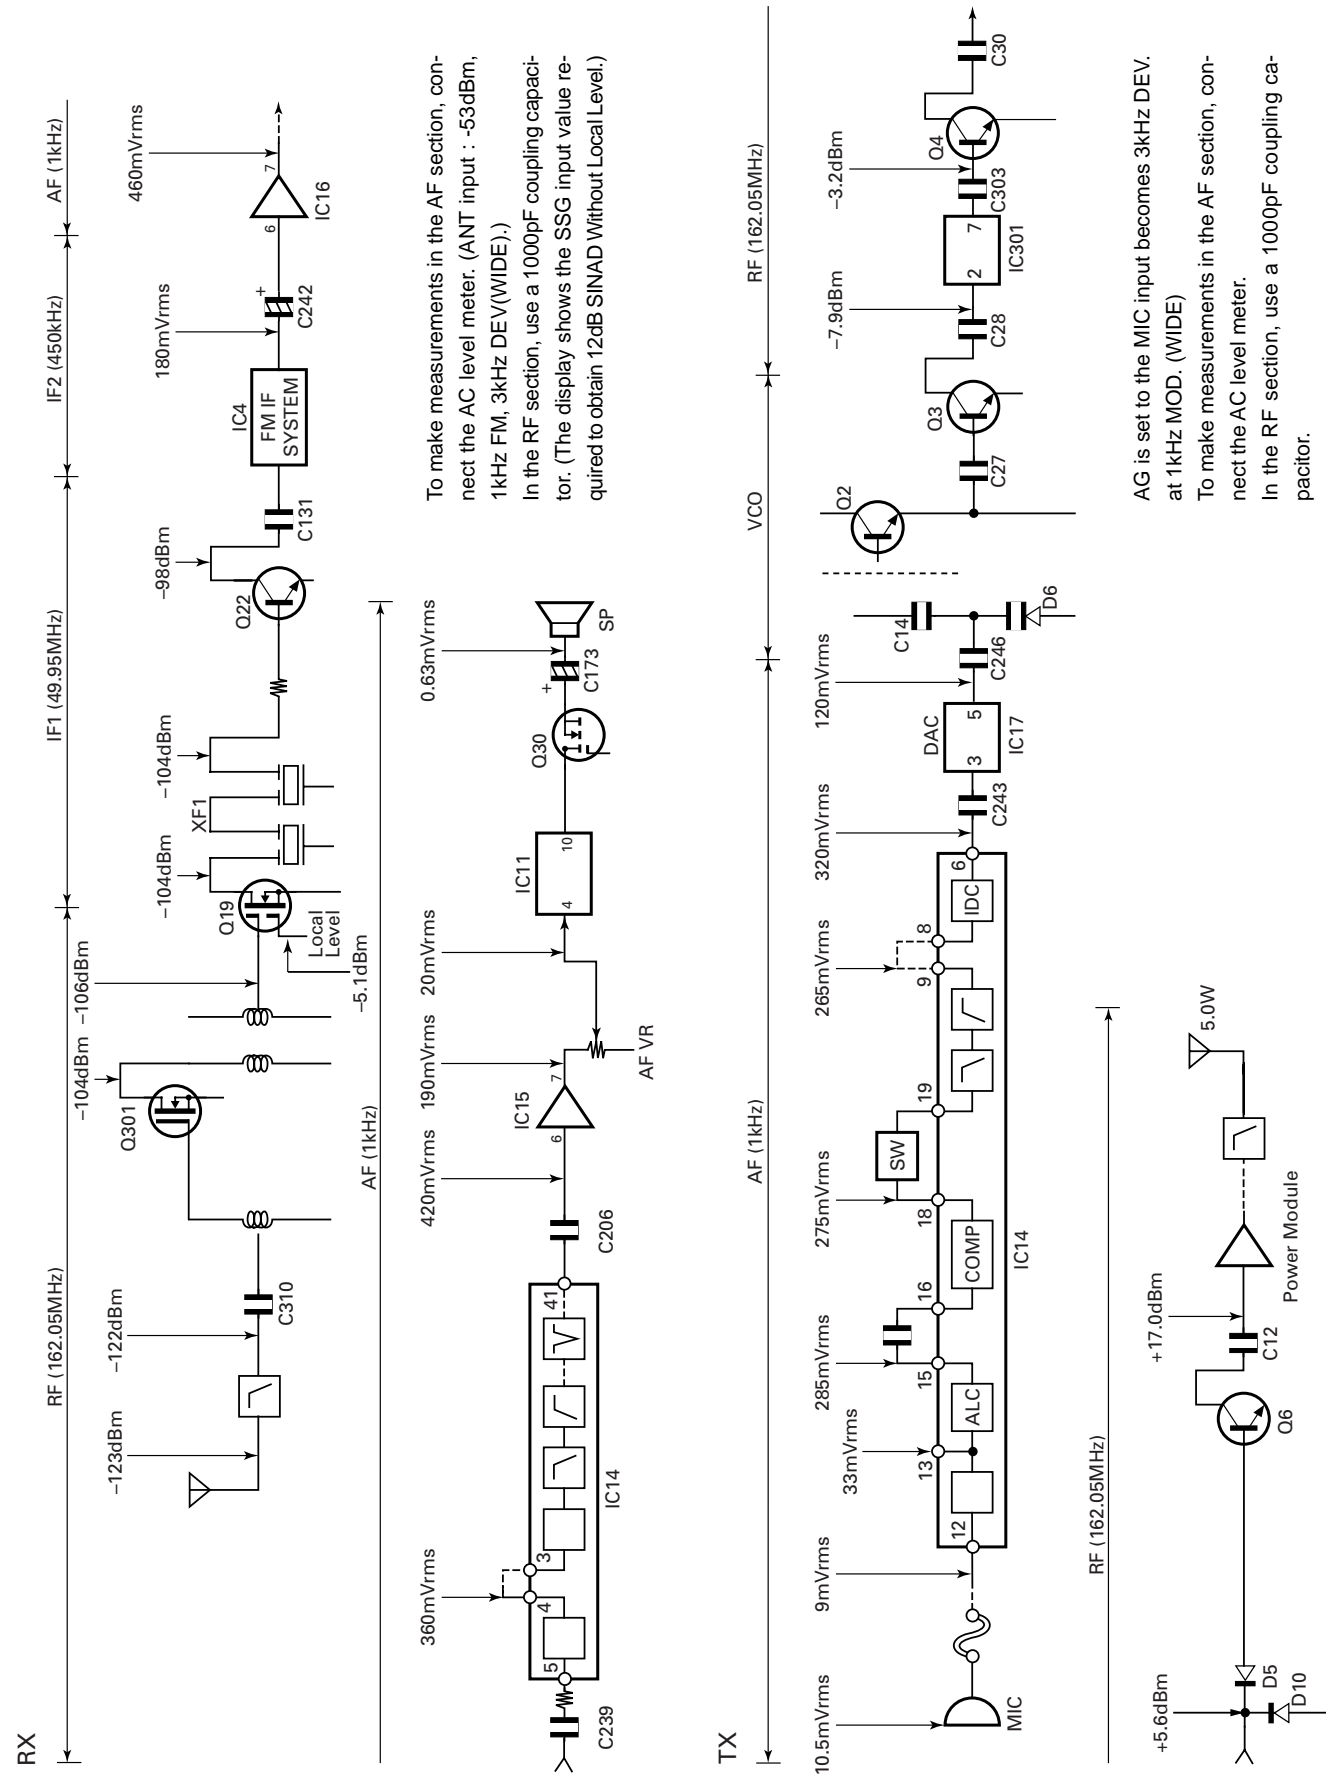 RX
RF (162.05MHz)
IF1 (49.95MHz)
IF2 (450kHz)
AF (1kHz)
−123dBm
−122dBm
C310
Q301
−104dBm
−106dBm
Q19
Local
Level
−5.1dBm
−104dBm
XF1
−104dBm
Q22
−98dBm
C131
IC4
FM IF
SYSTEM
180mVrms
+
C242
6
7
IC16
460mVrms
AF (1kHz)
C239
5
4
3
360mVrms
IC14
41
C206
420mVrms
6
7
IC15
190mVrms
AF VR
20mVrms
4
10
IC11
Q30
+
C173
0.63mVrms
SP
To make measurements in the AF section, con-
nect the AC level meter. (ANT input : -53dBm,
1kHz FM, 3kHz DEV(WIDE).)
In the RF section, use a 1000pF coupling capaci-
tor. (The display shows the SSG input value re-
quired to obtain 12dB SINAD Without Local Level.)
TX
AF (1kHz)
VCO
RF (162.05MHz)
10.5mVrms
MIC
9mVrms
12
13
33mVrms
ALC
15
285mVrms
16
COMP
18
275mVrms
SW
19
IC14
9
265mVrms
8
IDC
6
320mVrms
C243
DAC
3
5
IC17
120mVrms
C246
C14
D6
Q2
C27
Q3
−7.9dBm
C28
2
7
IC301
C303
−3.2dBm
Q4
C30
RF (162.05MHz)
+5.6dBm
D5
D10
Q6
C12
+17.0dBm
Power Module
5.0W
AG is set to the MIC input becomes 3kHz DEV.
at 1kHz MOD. (WIDE)
To make measurements in the AF section, con-
nect the AC level meter.
In the RF section, use a 1000pF coupling ca-
pacitor.